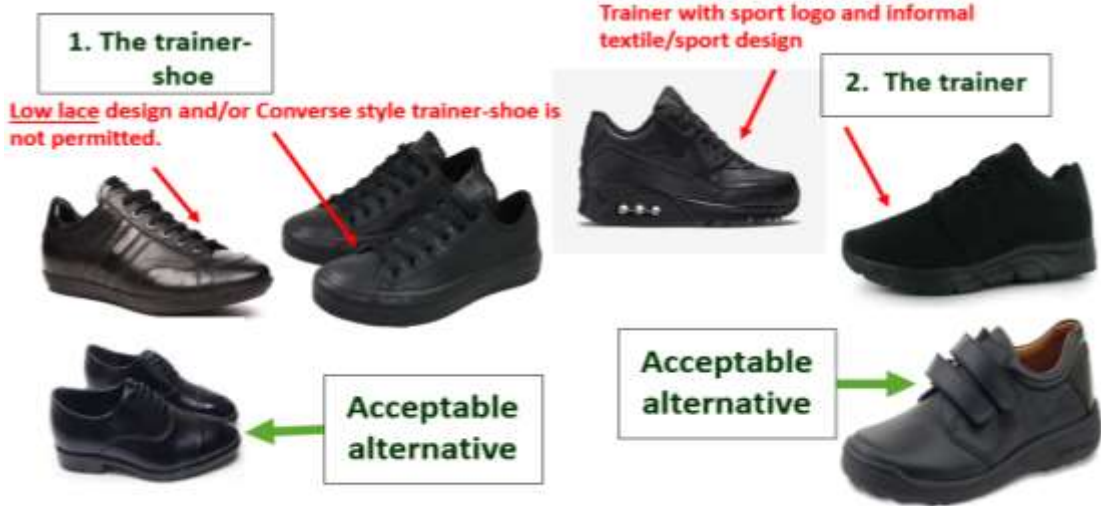 1. The trainer-
shoe
Low lace design and/or Converse style trainer-shoe is
not permitted.
Trainer with sport logo and informal
textile/sport design
2. The trainer
Acceptable
alternative
Acceptable
alternative